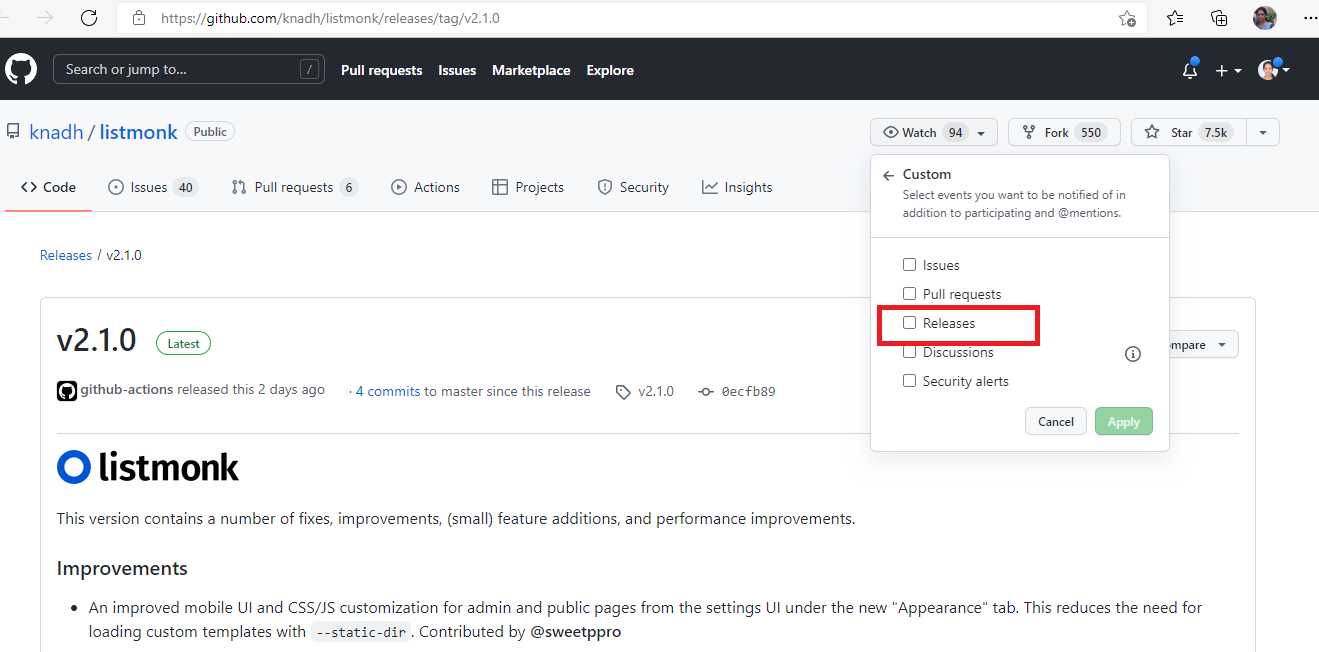 https://github.com/knadh/listmonk/releases/tag/v2.1.0
Search or jump to... /
Pull requests Issues Marketplace Explore
knadh / listmonk Public
Watch 94 Fork 550 Star 7.5k
Code Issues 40 Pull requests 6 Actions Projects Security Insights
Custom
Select events you want to be notified of in
addition to participating and @mentions.
Issues
Pull requests
Releases
Discussions
Security alerts
Cancel Apply
Releases / v2.1.0
v2.1.0 Latest
ompare
github-actions released this 2 days ago · 4 commits to master since this release v2.1.0 0ecfb89
listmonk
This version contains a number of fixes, improvements, (small) feature additions, and performance improvements.
Improvements
• An improved mobile UI and CSS/JS customization for admin and public pages from the settings UI under the new "Appearance" tab. This reduces the need for
loading custom templates with --static-dir. Contributed by @sweetppro